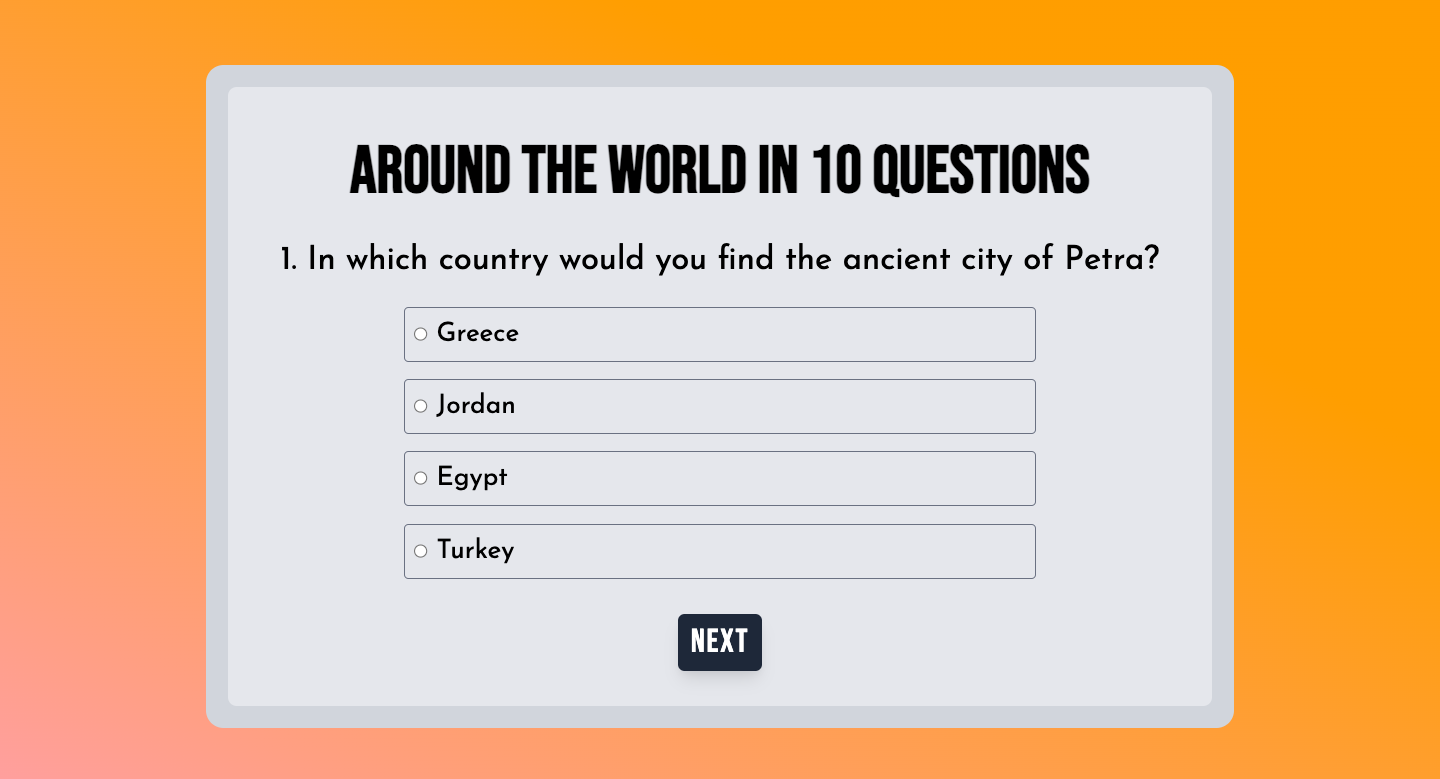 AROUND THE WORLD IN 10 QUESTIONS
1. In which country would you find the ancient city of Petra?
Greece
Jordan
Egypt
Turkey
NEXT